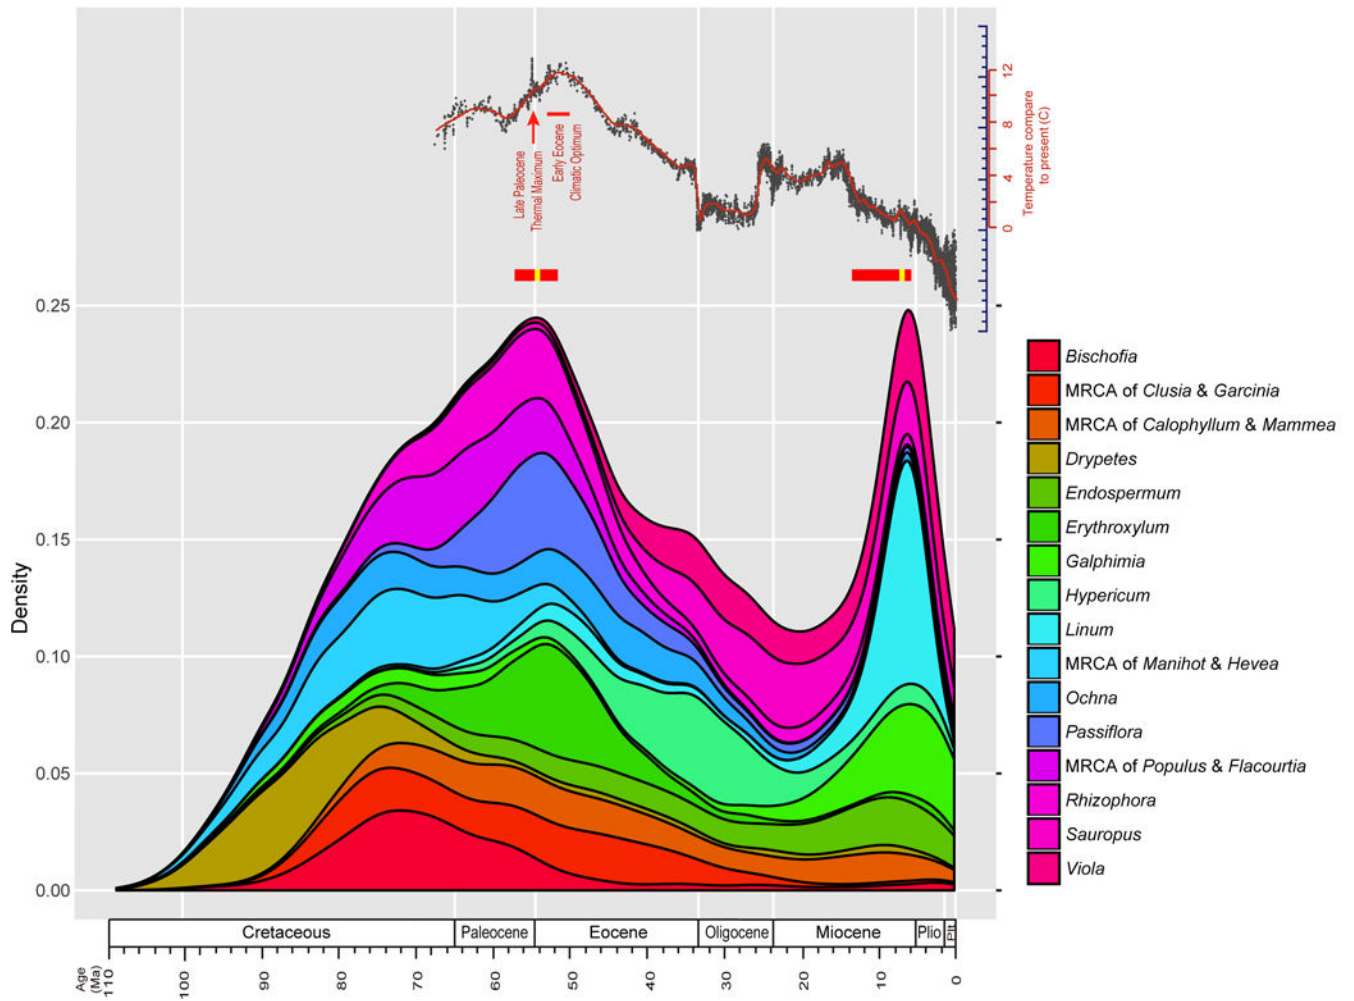 12
8
4
0
Temperature compare
to present (C)
Late Paleocene
Thermal Maximum
Early Eocene
Climatic Optimum
0.25
0.20
0.15
0.10
0.05
0.00
Density
Bischofia
MRCA of Clusia & Garcinia
MRCA of Calophyllum & Mammea
Drypetes
Endospermum
Erythroxylum
Galphimia
Hypericum
Linum
MRCA of Manihot & Hevea
Ochna
Passiflora
MRCA of Populus & Flacourtia
Rhizophora
Sauropus
Viola
Cretaceous Paleocene Eocene Oligocene Miocene Plio Plt
Age
(Ma)
110 100 90 80 70 60 50 40 30 20 10 0